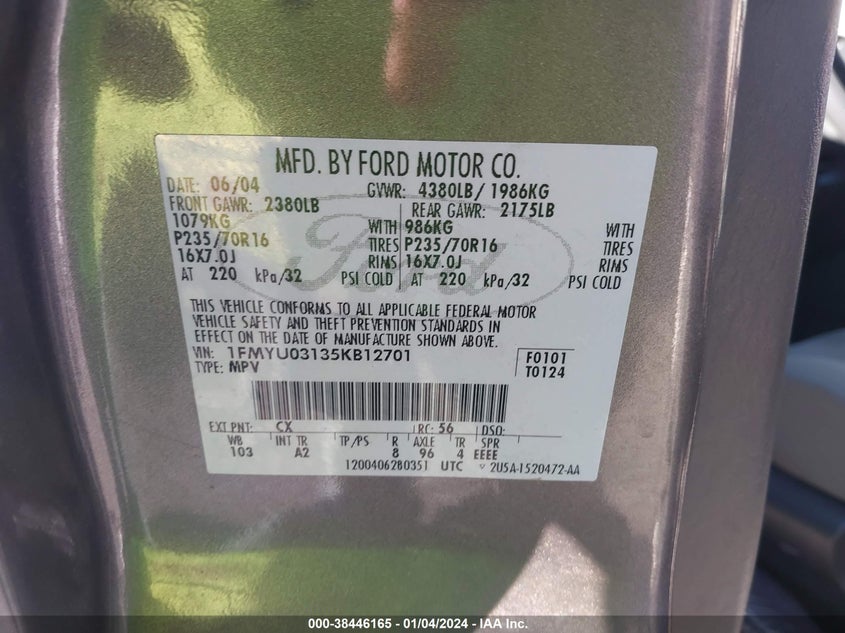 MFD. BY FORD MOTOR CO.
DATE: 06/04 GVWR: 4380LB/ 1986KG
FRONT GAWR: 2380LB REAR GAWR: 2175LB
1079KG WITH 986KG WITH
P235/70R16 TIRES P235/70R16 TIRES
16X7.0J RIMS 16X7.0J RIMS
AT 220 kPa/32 PSI COLD AT 220 kPa/32 PSI COLD
Ford
THIS VEHICLE CONFORMS TO ALL APPLICABLE FEDERAL MOTOR
VEHICLE SAFETY AND THEFT PREVENTION STANDARDS IN
EFFECT ON THE DATE OF MANUFACTURE SHOWN ABOVE.
VIN: 1FMYU03135KB12701 F0101
TYPE: MPV T0124
EXT PNT: CX RC: 56 DSO:
WB INT TR TP/PS R AXLE TR SPR
103 A2 8 96 4 EEEE
1200406280351 UTC 2U5A-1520472-AA
000-38446165 - 01/04/2024 - IAA Inc.